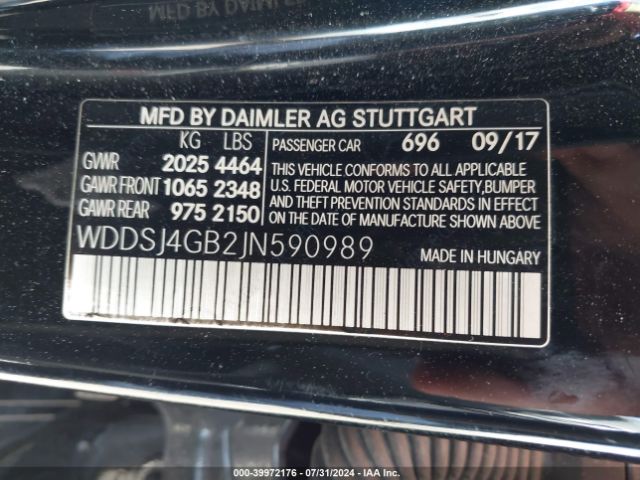 MFD BY DAIMLER AG STUTTGART
KG LBS PASSENGER CAR 696 09/17
GVWR 2025 4464 THIS VEHICLE CONFORMS TO ALL APPLICABLE
GAWR FRONT 1065 2348 U.S. FEDERAL MOTOR VEHICLE SAFETY,BUMPER
GAWR REAR 975 2150 AND THEFT PREVENTION STANDARDS IN EFFECT
ON THE DATE OF MANUFACTURE SHOWN ABOVE
WDDSJ4GB2JN590989 MADE IN HUNGARY
000-39972176 - 07/31/2024 - IAA Inc.